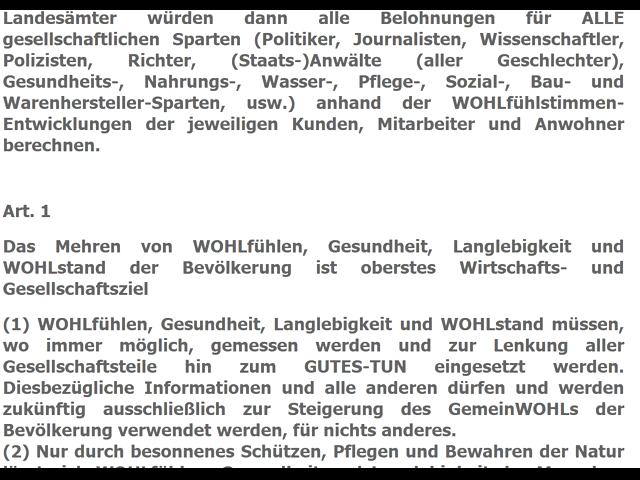 Landesämter würden dann alle Belohnungen für ALLE
gesellschaftlichen Sparten (Politiker, Journalisten, Wissenschaftler,
Polizisten, Richter, (Staats-)Anwälte (aller Geschlechter),
Gesundheits-, Nahrungs-, Wasser-, Pflege-, Sozial-, Bau- und
Warenhersteller-Sparten, usw.) anhand der WOHLfühlstimmen-
Entwicklungen der jeweiligen Kunden, Mitarbeiter und Anwohner
berechnen.
Art. 1
Das Mehren von WOHLfühlen, Gesundheit, Langlebigkeit und
WOHLstand der Bevölkerung ist oberstes Wirtschafts- und
Gesellschaftsziel
(1) WOHLfühlen, Gesundheit, Langlebigkeit und WOHLstand müssen,
wo immer möglich, gemessen werden und zur Lenkung aller
Gesellschaftsteile hin zum GUTES-TUN eingesetzt werden.
Diesbezügliche Informationen und alle anderen dürfen und werden
zukünftig ausschließlich zur Steigerung des GemeinWOHLs der
Bevölkerung verwendet werden, für nichts anderes.
(2) Nur durch besonnenes Schützen, Pflegen und Bewahren der Natur